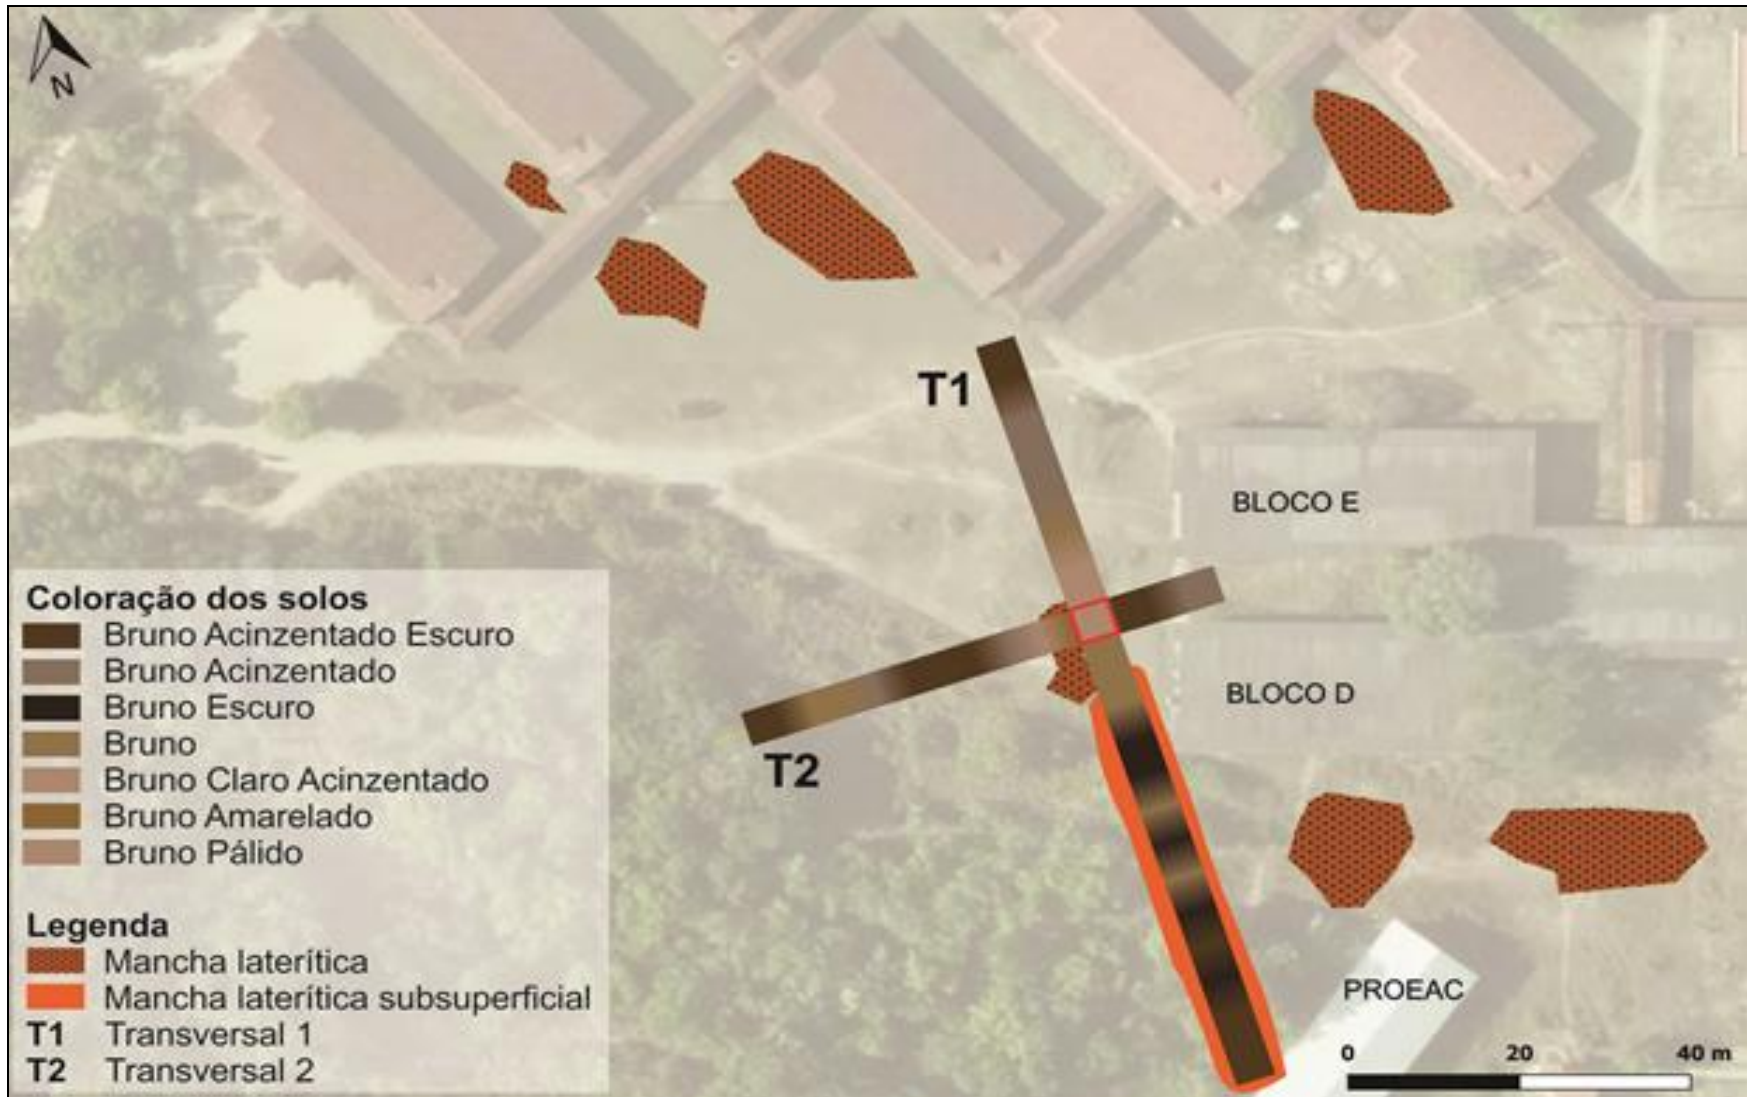 N
T1
BLOCO E
BLOCO D
T2
PROEAC
0 20 40 m
Coloração dos solos
Bruno Acinzentado Escuro
Bruno Acinzentado
Bruno Escuro
Bruno
Bruno Claro Acinzentado
Bruno Amarelado
Bruno Pálido
Legenda
Mancha laterítica
Mancha laterítica subsuperficial
T1 Transversal 1
T2 Transversal 2